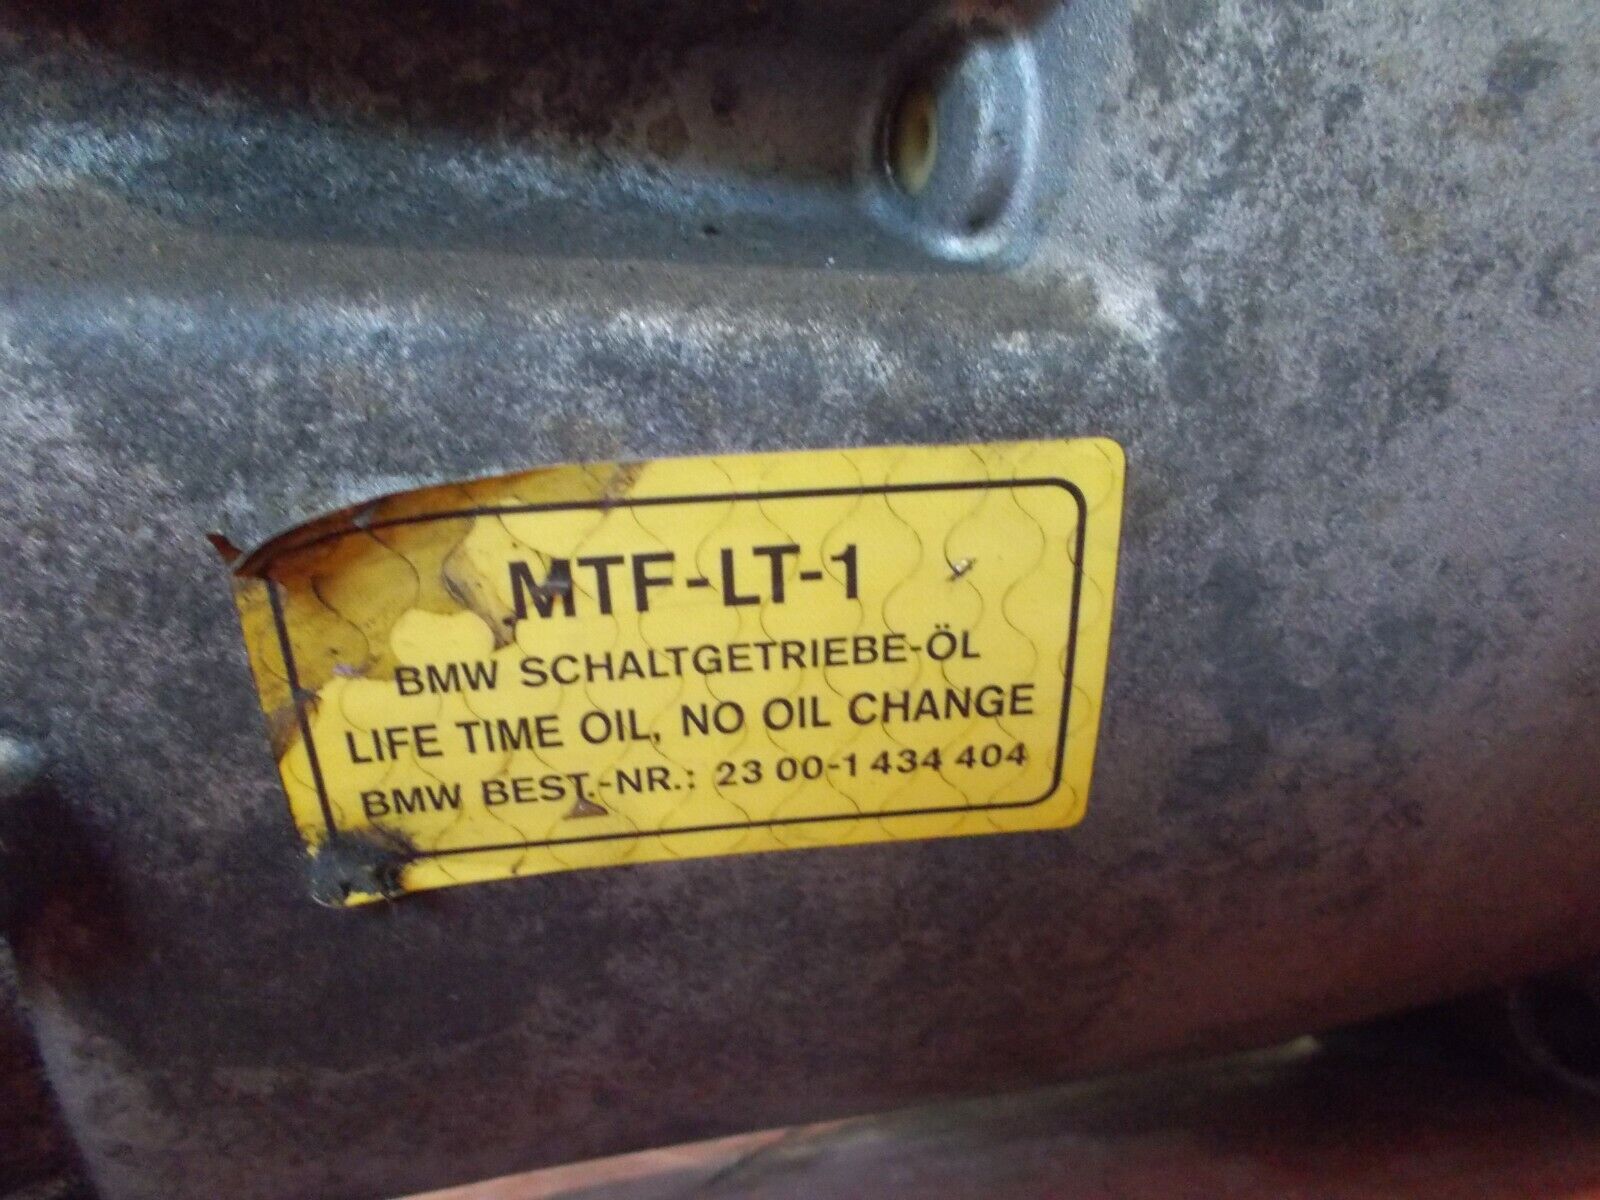 MTF-LT-1
BMW SCHALTGETRIEBE-ÖL
LIFE TIME OIL, NO OIL CHANGE
BMW BEST.-NR.: 23 00-1 434 404